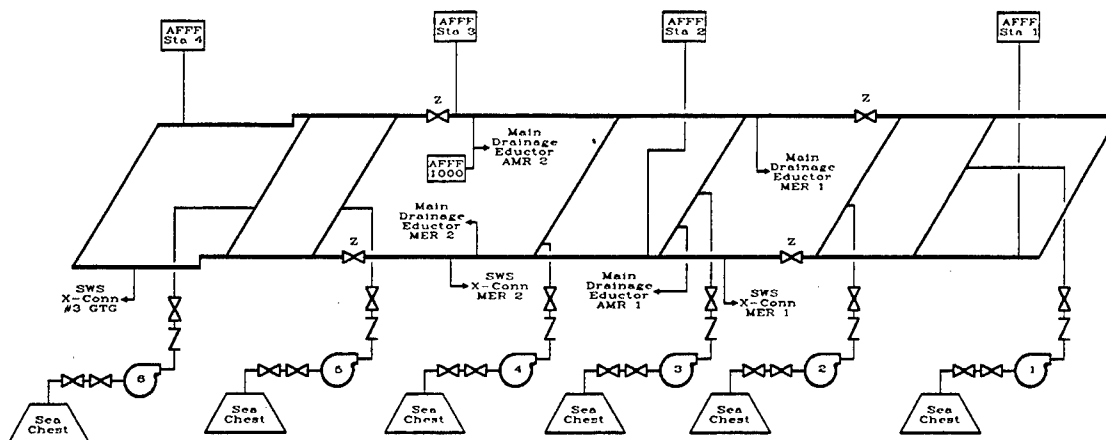 AFFF
Sta 4
AFFF
Sta 3
AFFF
Sta 2
AFFF
Sta 1
Z
Z
Main
Drainage
Eductor
AMR 2
AFFF
1000
Main
Drainage
Eductor
MER 1
Main
Drainage
Eductor
MER 2
Z
Z
SWS
X-Conn
#3 GTG
SWS
X-Conn
MER 2
Main
Drainage
Eductor
AMR 1
SWS
X-Conn
MER 1
6
5
4
3
2
1
Sea
Chest
Sea
Chest
Sea
Chest
Sea
Chest
Sea
Chest
Sea
Chest